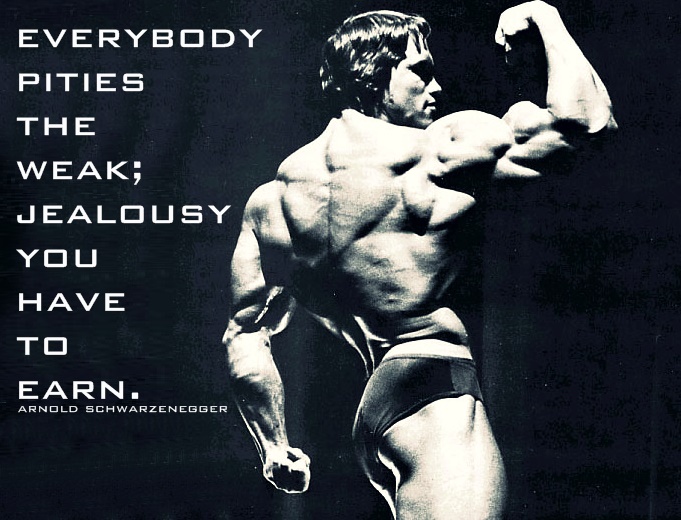 EVERYBODY
PITIES
THE
WEAK;
JEALOUSY
YOU
HAVE
TO
EARN.
ARNOLD SCHWARZENEGGER